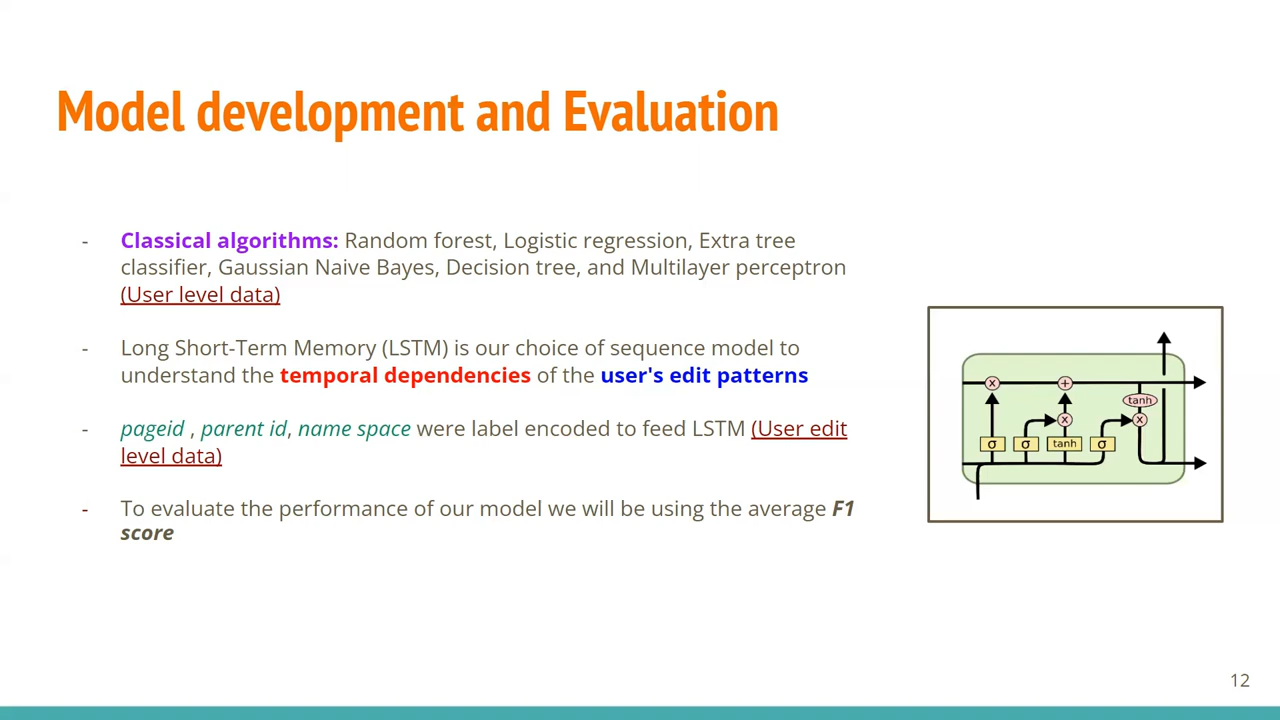 Model development and Evaluation
- Classical algorithms: Random forest, Logistic regression, Extra tree
classifier, Gaussian Naive Bayes, Decision tree, and Multilayer perceptron
(User level data)
- Long Short-Term Memory (LSTM) is our choice of sequence model to
understand the temporal dependencies of the user's edit patterns
- pageid , parent id, name space were label encoded to feed LSTM (User edit
level data)
- To evaluate the performance of our model we will be using the average F1
score
x +
tanh
x x
σ σ tanh σ
12